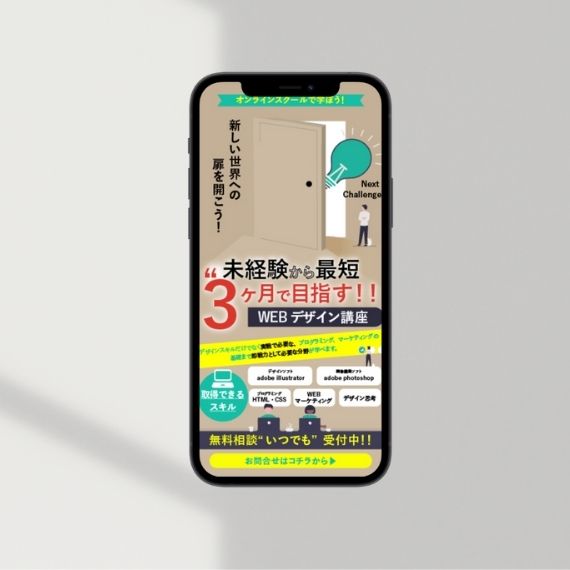 オンラインスクールで学ぼう!
新しい世界への
扉を開こう!
Next
Challenge
未経験から最短
“3ヶ月で目指す!!
WEB デザイン講座
デザインスキルだけでなく実務で必要な、プログラミング、マーケティングの
基礎まで即戦力として必要な分野が学べます。
取得できる
スキル
デザインソフト
adobe illustrator
画像編集ソフト
adobe photoshop
プログラミング
HTML・CSS
WEB
マーケティング
デザイン思考
無料相談“いつでも”受付中!!
お問合せはコチラから▶